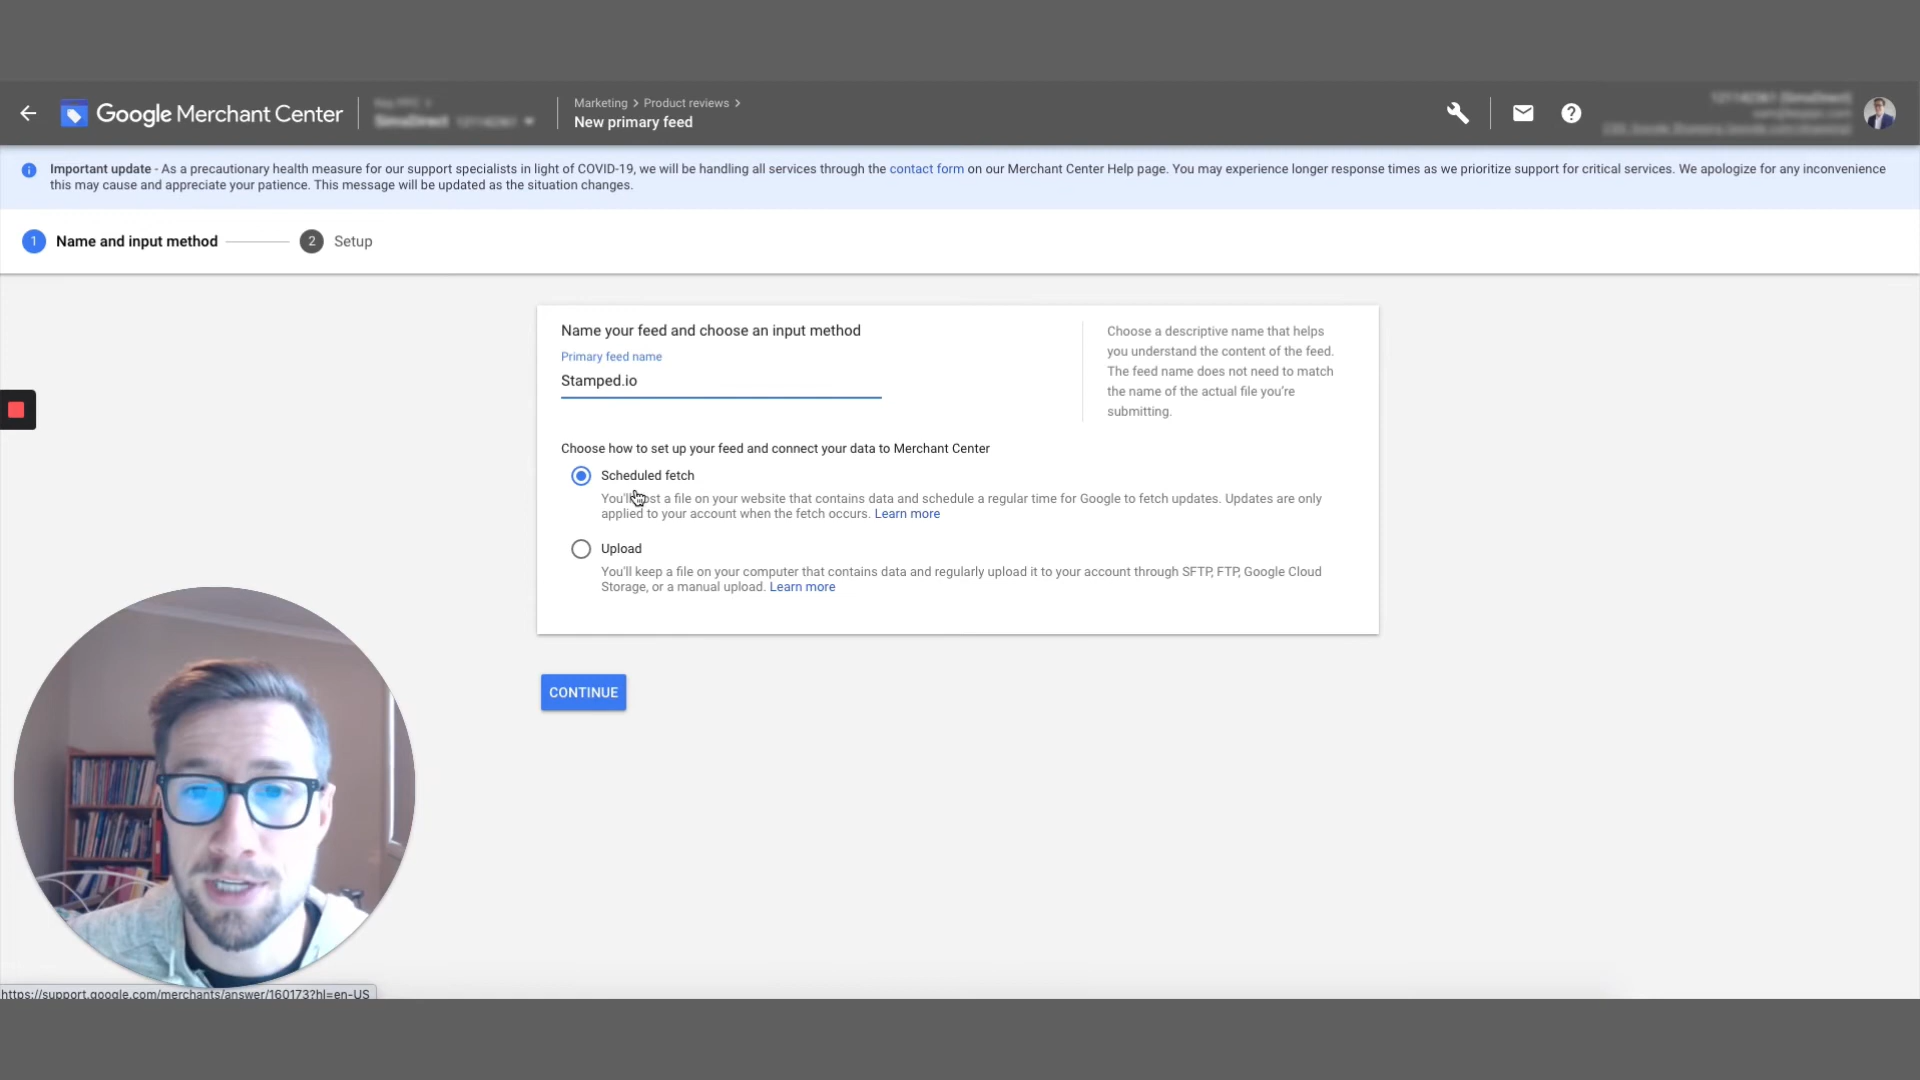 Google Merchant Center
Marketing > Product reviews >
New primary feed
Important update - As a precautionary health measure for our support specialists in light of COVID-19, we will be handling all services through the contact form on our Merchant Center Help page. You may experience longer response times as we prioritize support for critical services. We apologize for any inconvenience
this may cause and appreciate your patience. This message will be updated as the situation changes.
1 Name and input method 2 Setup
Name your feed and choose an input method
Primary feed name
Stamped.io
Choose a descriptive name that helps
you understand the content of the feed.
The feed name does not need to match
the name of the actual file you're
submitting.
Choose how to set up your feed and connect your data to Merchant Center
Scheduled fetch
You'll a file on your website that contains data and schedule a regular time for Google to fetch updates. Updates are only
applied to your account when the fetch occurs. Learn more
Upload
You'll keep a file on your computer that contains data and regularly upload it to your account through SFTP, FTP, Google Cloud
Storage, or a manual upload. Learn more
CONTINUE
https://support.google.com/merchants/answer/160173?hl=en-US